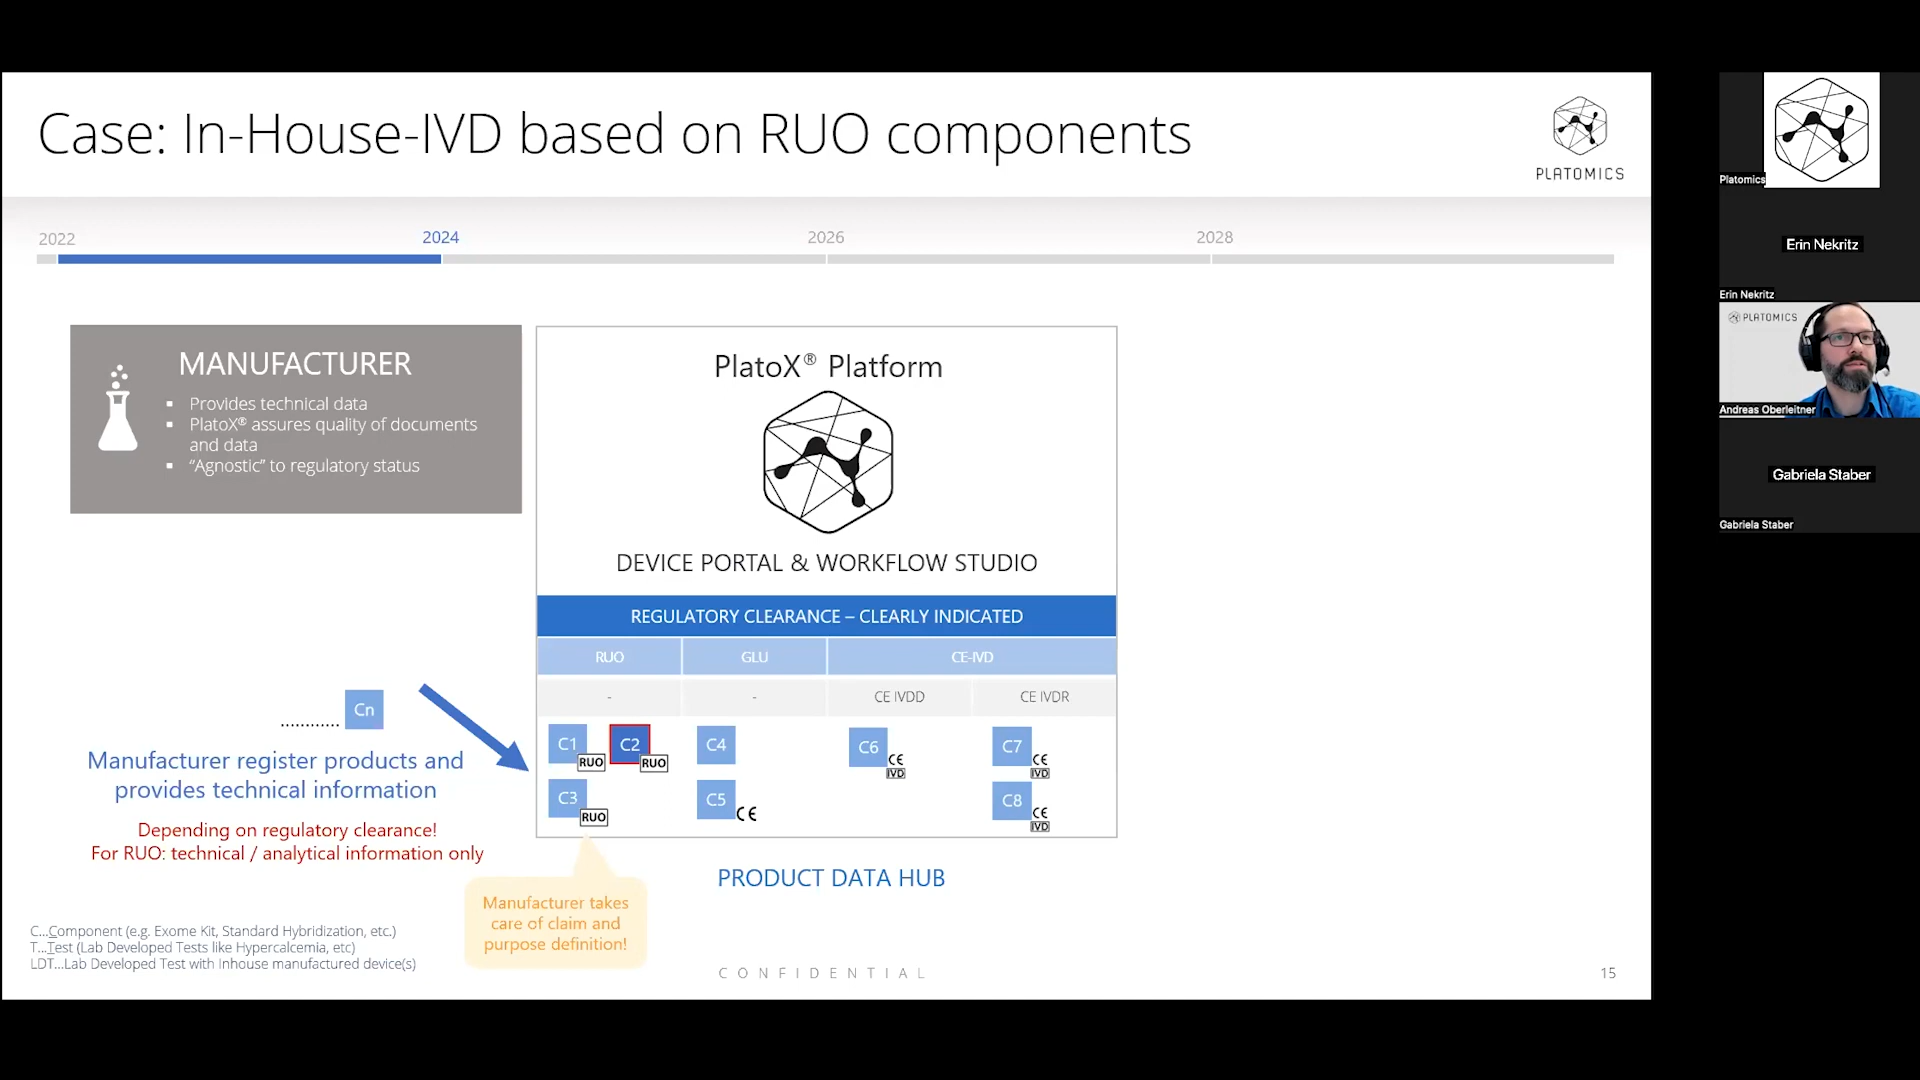 Case: In-House-IVD based on RUO components
PLATOMICS
2022
2024
2026
2028
MANUFACTURER
▪ Provides technical data
▪ PlatoX® assures quality of documents
and data
▪ “Agnostic” to regulatory status
PlatoX® Platform
DEVICE PORTAL & WORKFLOW STUDIO
REGULATORY CLEARANCE – CLEARLY INDICATED
RUO GLU CE-IVD
- - CE IVDD CE IVDR
C1 RUO C2 RUO C4 C6 CE IVD C7 CE IVD
C3 RUO C5 CE C8 CE IVD
............ Cn
Manufacturer register products and
provides technical information
Depending on regulatory clearance!
For RUO: technical / analytical information only
Manufacturer takes
care of claim and
purpose definition!
PRODUCT DATA HUB
C...Component (e.g. Exome Kit, Standard Hybridization, etc.)
T...Test (Lab Developed Tests like Hypercalcemia, etc)
LDT...Lab Developed Test with Inhouse manufactured device(s)
CONFIDENTIAL
15
Platomics
Erin Nekritz
Erin Nekritz
PLATOMICS
Andreas Oberleitner
Gabriela Staber
Gabriela Staber